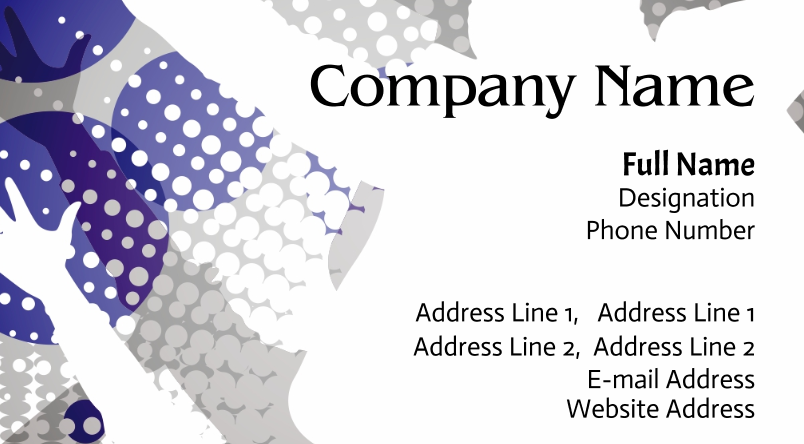 Company Name
Full Name
Designation
Phone Number
Address Line 1, Address Line 1
Address Line 2, Address Line 2
E-mail Address
Website Address